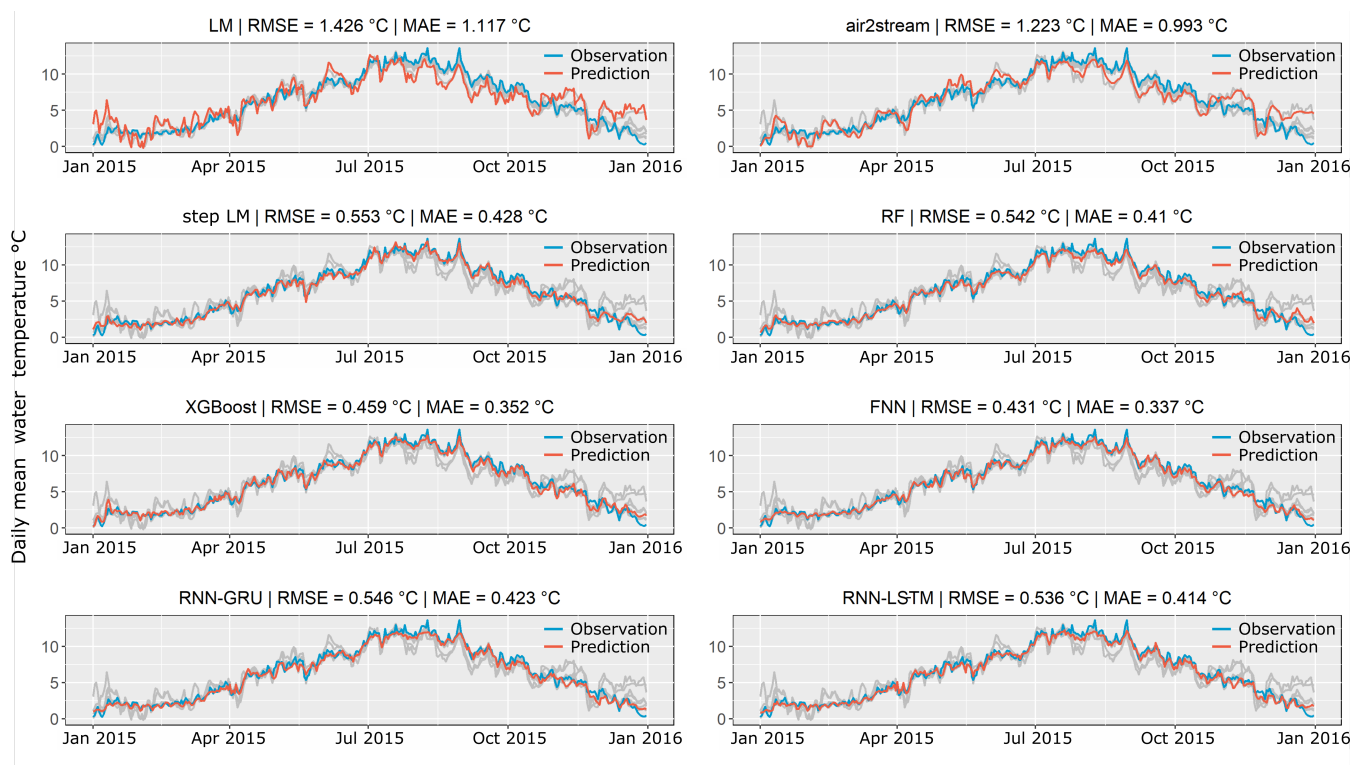 LM | RMSE = 1.426 °C | MAE = 1.117 °C
Observation
Prediction
10
5
0
Jan 2015 Apr 2015 Jul 2015 Oct 2015 Jan 2016
air2stream | RMSE = 1.223 °C | MAE = 0.993 °C
Observation
Prediction
10
5
0
Jan 2015 Apr 2015 Jul 2015 Oct 2015 Jan 2016
step LM | RMSE = 0.553 °C | MAE = 0.428 °C
Observation
Prediction
10
5
0
Jan 2015 Apr 2015 Jul 2015 Oct 2015 Jan 2016
RF | RMSE = 0.542 °C | MAE = 0.41 °C
Observation
Prediction
10
5
0
Jan 2015 Apr 2015 Jul 2015 Oct 2015 Jan 2016
Daily mean water temperature °C
XGBoost | RMSE = 0.459 °C | MAE = 0.352 °C
Observation
Prediction
10
5
0
Jan 2015 Apr 2015 Jul 2015 Oct 2015 Jan 2016
FNN | RMSE = 0.431 °C | MAE = 0.337 °C
Observation
Prediction
10
5
0
Jan 2015 Apr 2015 Jul 2015 Oct 2015 Jan 2016
RNN-GRU | RMSE = 0.546 °C | MAE = 0.423 °C
Observation
Prediction
10
5
0
Jan 2015 Apr 2015 Jul 2015 Oct 2015 Jan 2016
RNN-LSTM | RMSE = 0.536 °C | MAE = 0.414 °C
Observation
Prediction
10
5
0
Jan 2015 Apr 2015 Jul 2015 Oct 2015 Jan 2016